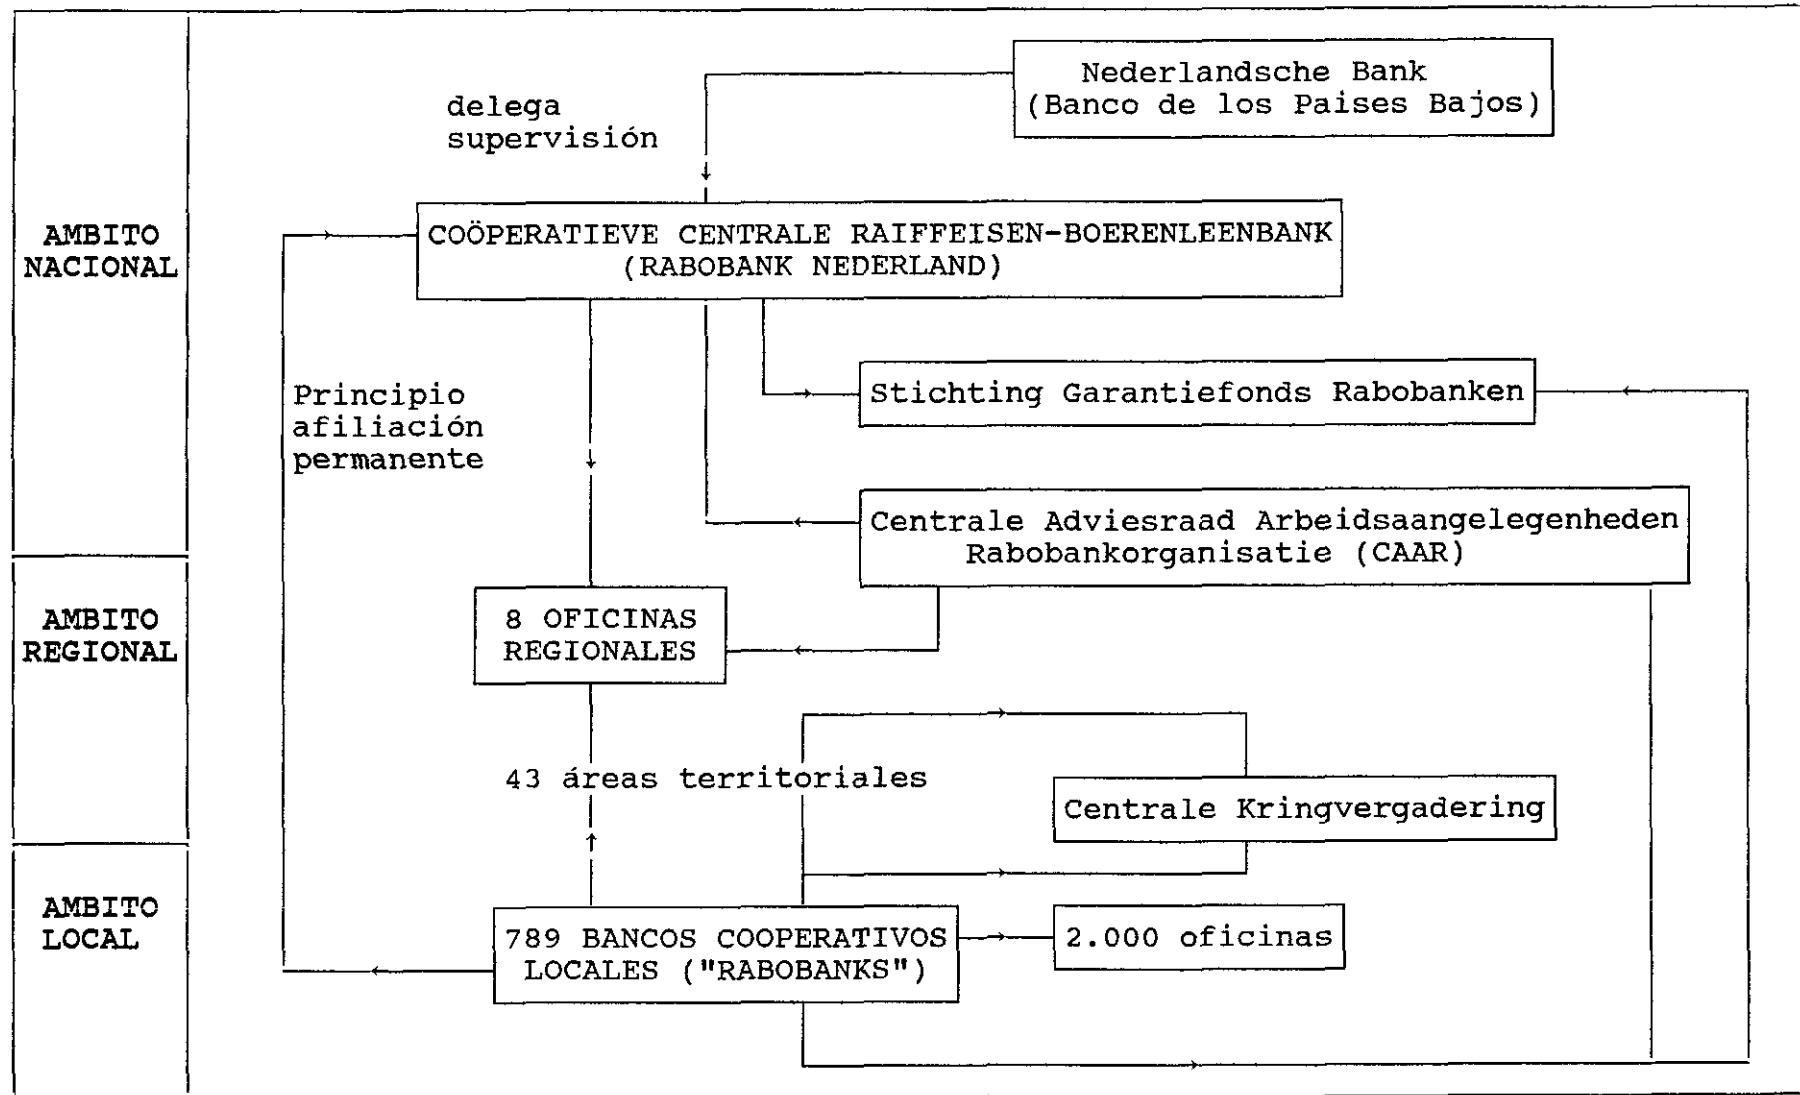 Nederlandsche Bank
(Banco de los Paises Bajos)
delega
supervisión
AMBITO
NACIONAL
COÖPERATIEVE CENTRALE RAIFFEISEN-BOERENLEENBANK
(RABOBANK NEDERLAND)
Principio
afiliación
permanente
Stichting Garantiefonds Rabobanken
Centrale Adviesraad Arbeidsaangelegenheden
Rabobankorganisatie (CAAR)
AMBITO
REGIONAL
8 OFICINAS
REGIONALES
43 áreas territoriales
Centrale Kringvergadering
AMBITO
LOCAL
789 BANCOS COOPERATIVOS
LOCALES ("RABOBANKS")
2.000 oficinas